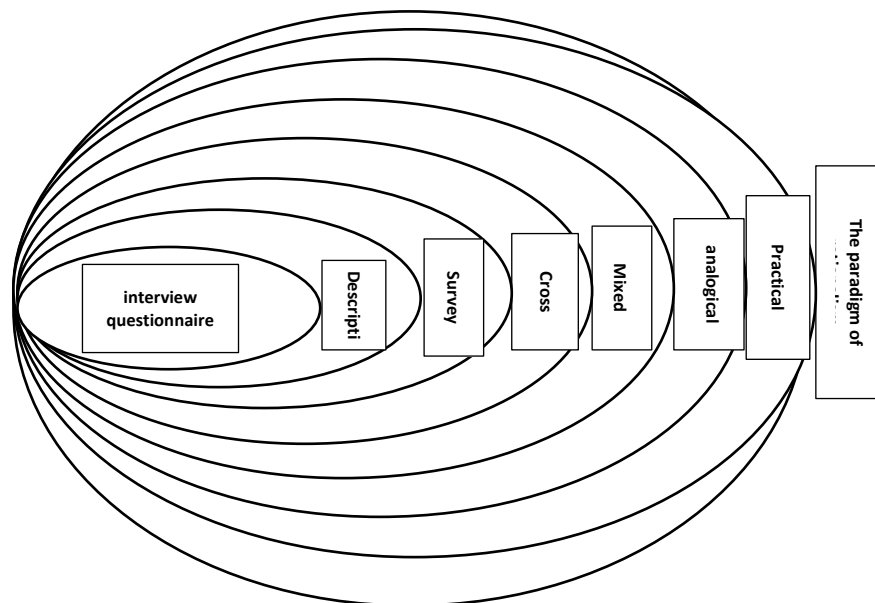 interview
questionnaire
Descripti
Survey
Cross
Mixed
analogical
Practical
The paradigm of